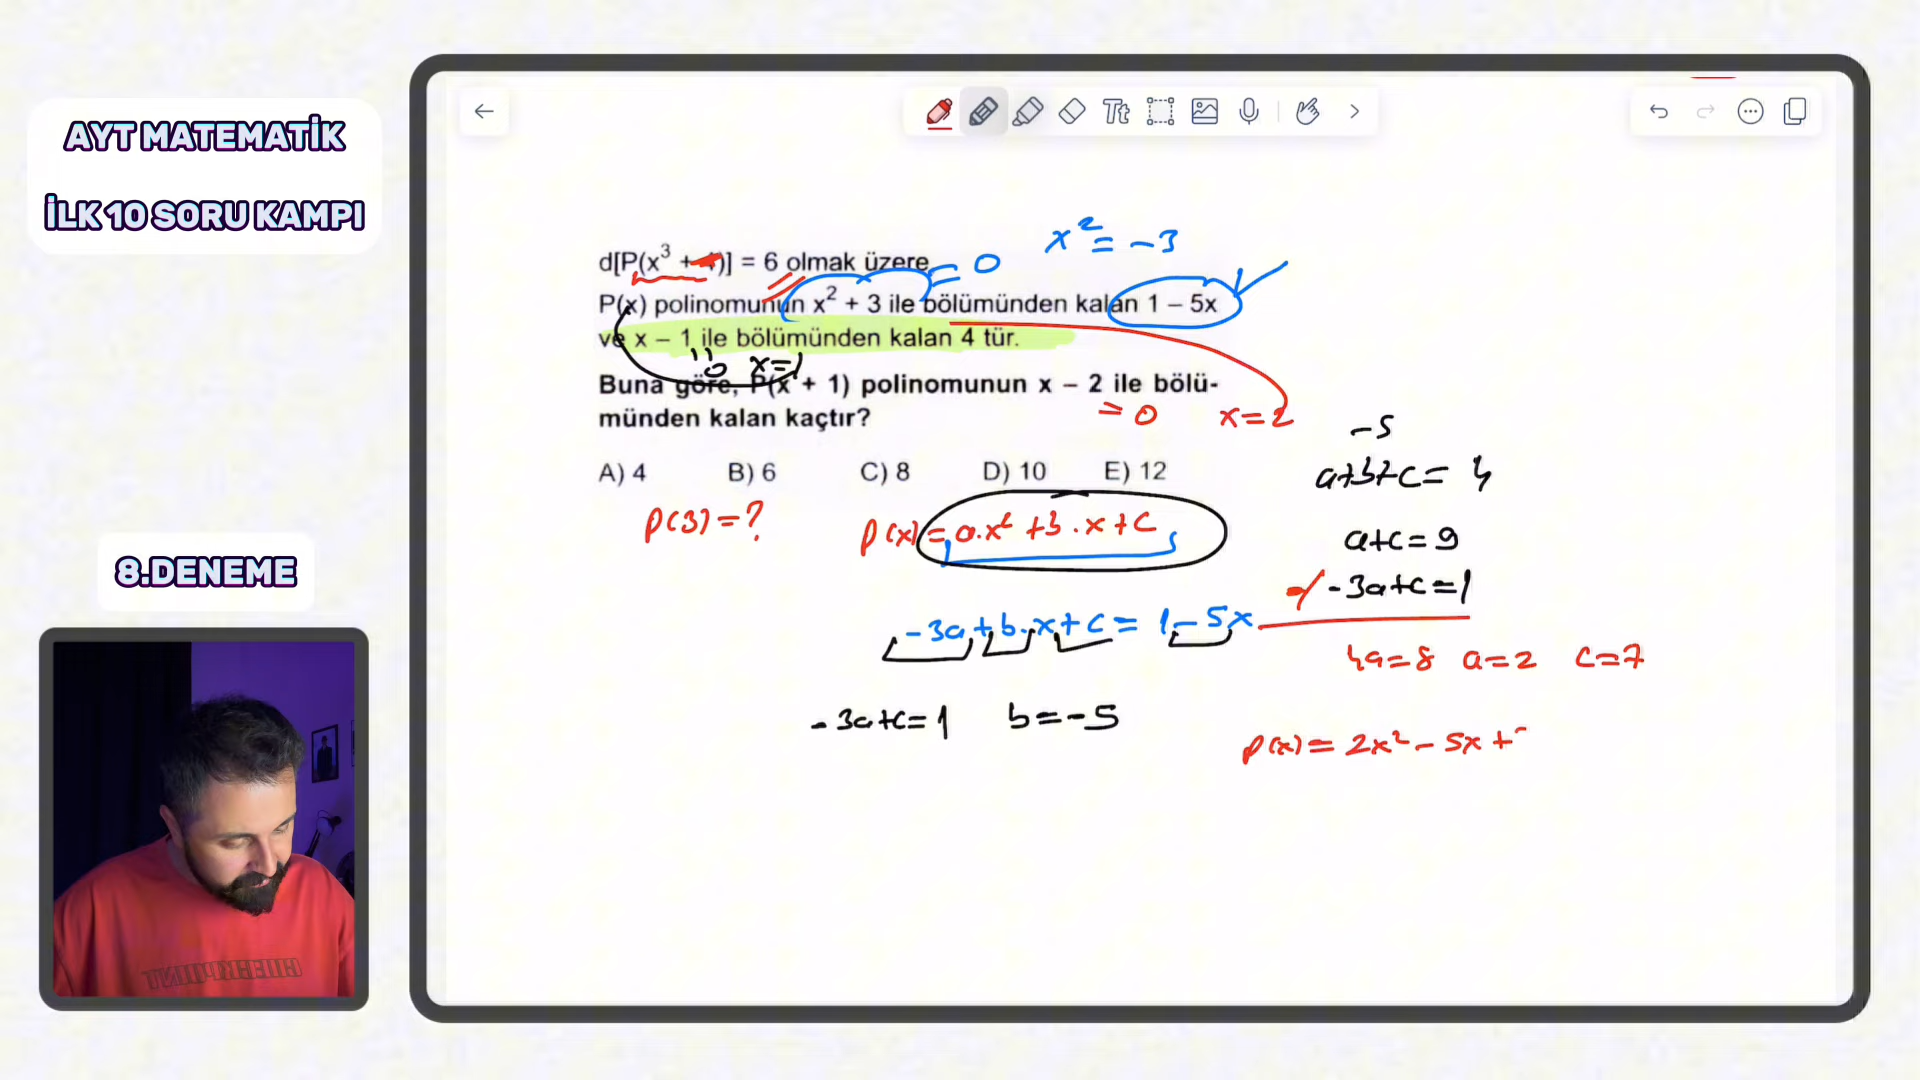 AYT MATEMATİK
İLK 10 SORU KAMPI
8.DENEME
Tt
x² = -3
d[P(x³ + )] = 6 olmak üzere = 0
P(x) polinomunun x² + 3 ile bölümünden kalan 1 – 5x
ve x – 1 ile bölümünden kalan 4 tür.
0 x=1
Buna göre, P(x + 1) polinomunun x – 2 ile bölü-
münden kalan kaçtır?
= 0 x=2
A) 4 B) 6 C) 8 D) 10 E) 12
P(3)=?
P(x)=a.x²+b.x+c
-3a+b.x+c= 1-5x
-3a+c=1 b=-5
-5
a+b+c= 4
a+c=9
-3a+c=1
4a=8 a=2 c=7
P(x)= 2x²-5x+
CHECKPOINT